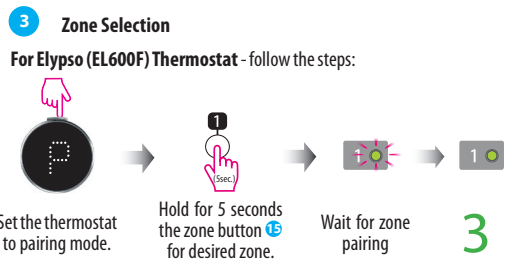 3 Zone Selection
For Elypso (EL600F) Thermostat - follow the steps:
P
1
(5sec.)
1
1
Set the thermostat
to pairing mode.
Hold for 5 seconds
the zone button 15
for desired zone.
Wait for zone
pairing
3